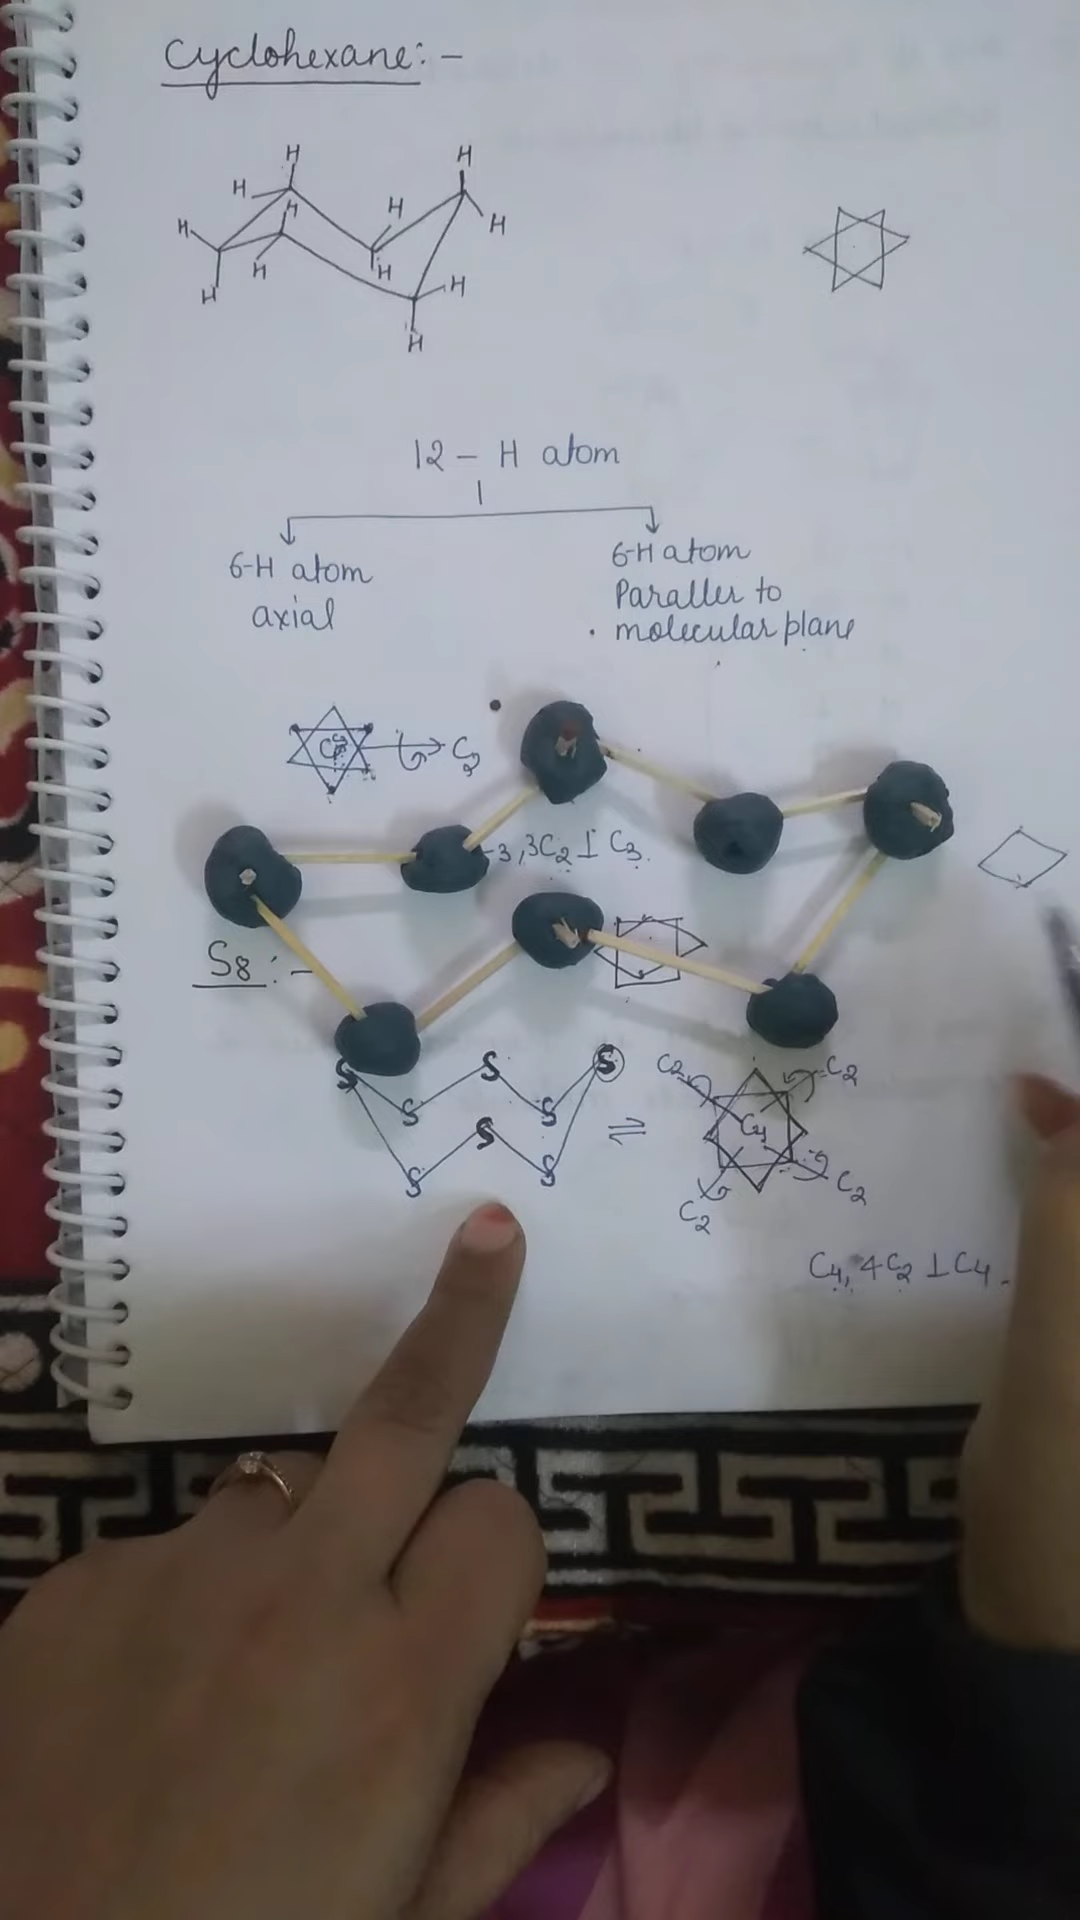 Cyclohexane:-
H
H
H
H
H
H
H
H
H
H
H
H
12 - H atom
6-H atom
axial
6-H atom
Paraller to
molecular plane
C2
3, 3C2 ⊥ C3.
S8:-
S
S
S
S
S
S
S
S
⇌
C2
C2
C4
C2
C2
C4, 4C2 ⊥ C4.